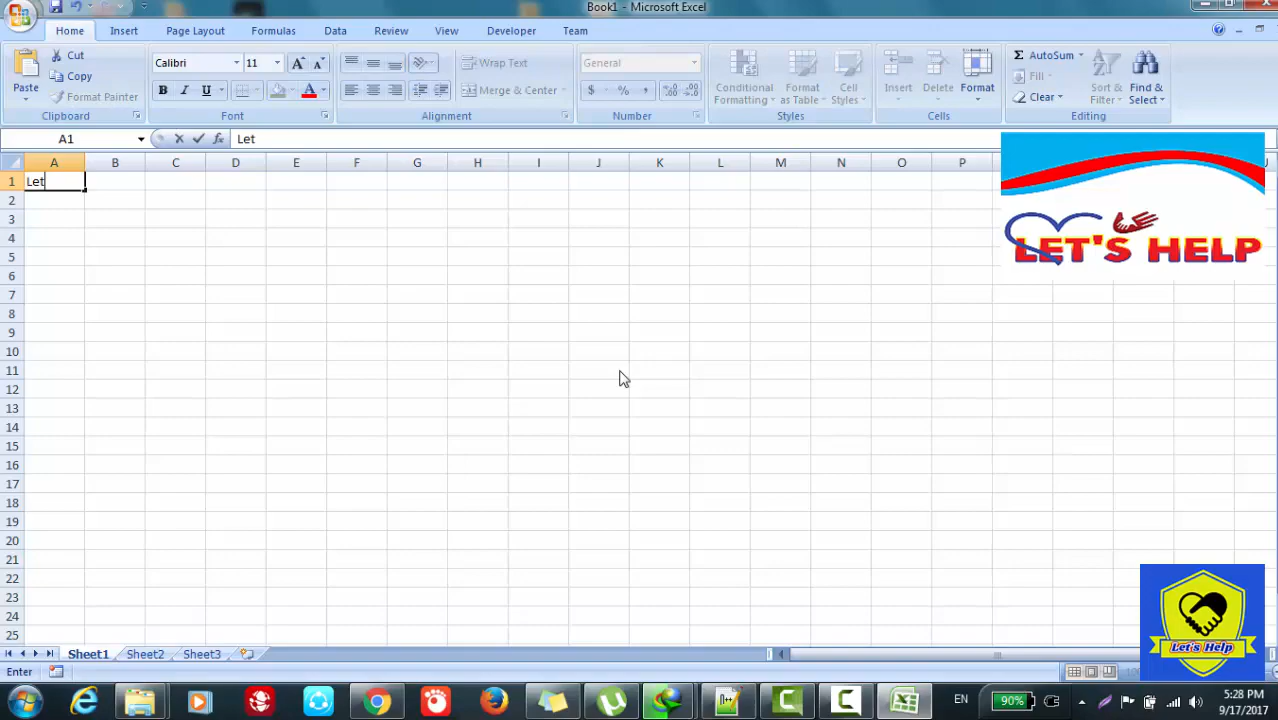 Book1 - Microsoft Excel
Home Insert Page Layout Formulas Data Review View Developer Team
Paste
Cut
Copy
Format Painter
Clipboard
Calibri 11
A A
B I U A
Font
Wrap Text
Merge & Center
Alignment
General
$ % ,
Number
Conditional Formatting
Format as Table
Cell Styles
Styles
Insert Delete Format
Cells
Σ AutoSum
Fill
Clear
Sort & Filter
Find & Select
Editing
A1 fx Let
A B C D E F G H I J K L M N O P U
1 Let
2
3
4
5
6
7
8
9
10
11
12
13
14
15
16
17
18
19
20
21
22
23
24
25
LET'S HELP
Let's Help
Sheet1 Sheet2 Sheet3
Enter
EN 90% 5:28 PM
9/17/2017